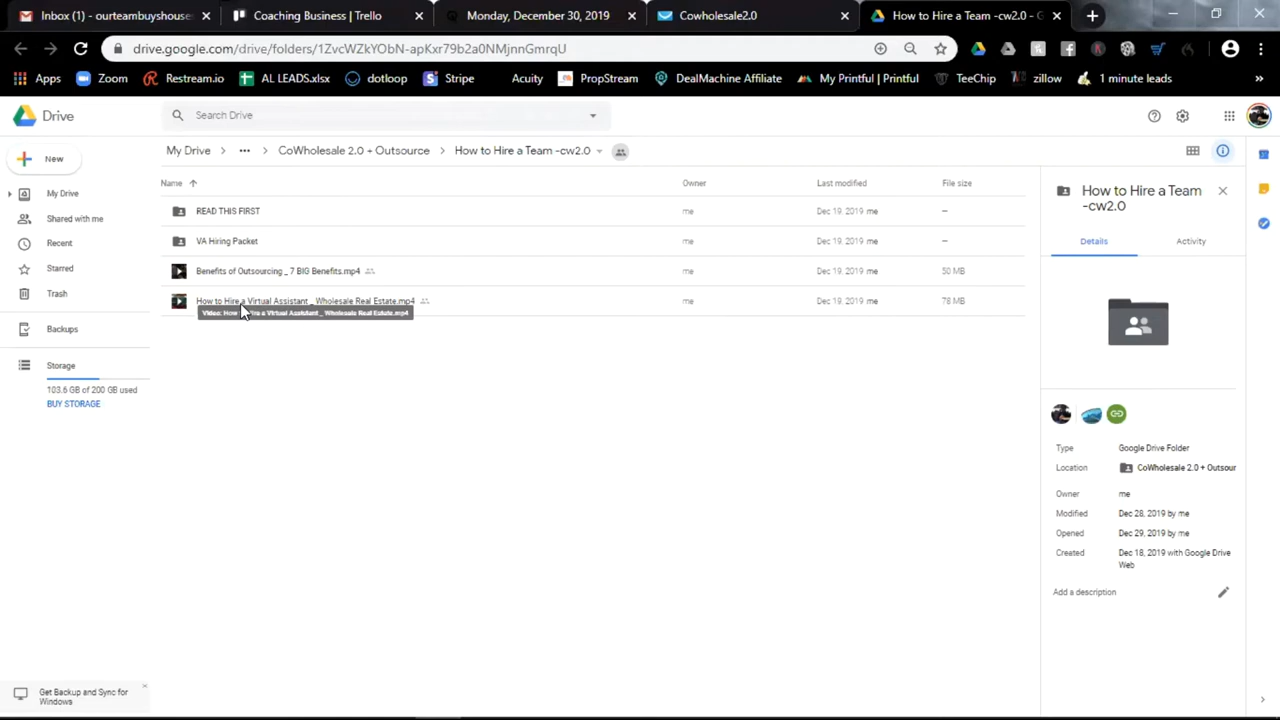 Inbox (1) - ourteambuyshouse
Coaching Business | Trello
Monday, December 30, 2019
Cowholesale2.0
How to Hire a Team -cw2.0 - G
drive.google.com/drive/folders/1ZvcWZkYObN-apKxr79b2a0NMjnnGmrqU
Apps
Zoom
Restream.io
AL LEADS.xlsx
dotloop
Stripe
Acuity
PropStream
DealMachine Affiliate
My Printful | Printful
TeeChip
zillow
1 minute leads
»
Drive
Search Drive
New
My Drive
Shared with me
Recent
Starred
Trash
Backups
Storage
103.6 GB of 200 GB used
BUY STORAGE
Get Backup and Sync for
Windows
My Drive > ... > CoWholesale 2.0 + Outsource > How to Hire a Team -cw2.0
Name Owner Last modified File size
READ THIS FIRST me Dec 19, 2019 me –
VA Hiring Packet me Dec 19, 2019 me –
Benefits of Outsourcing _ 7 BIG Benefits.mp4 me Dec 19, 2019 me 50 MB
How to Hire a Virtual Assistant _ Wholesale Real Estate.mp4 me Dec 19, 2019 me 78 MB
Video: How Hire a Virtual Assistant _ Wholesale Real Estate.mp4
How to Hire a Team
-cw2.0
Details Activity
Type Google Drive Folder
Location CoWholesale 2.0 + Outsour
Owner me
Modified Dec 28, 2019 by me
Opened Dec 29, 2019 by me
Created Dec 18, 2019 with Google Drive
Web
Add a description